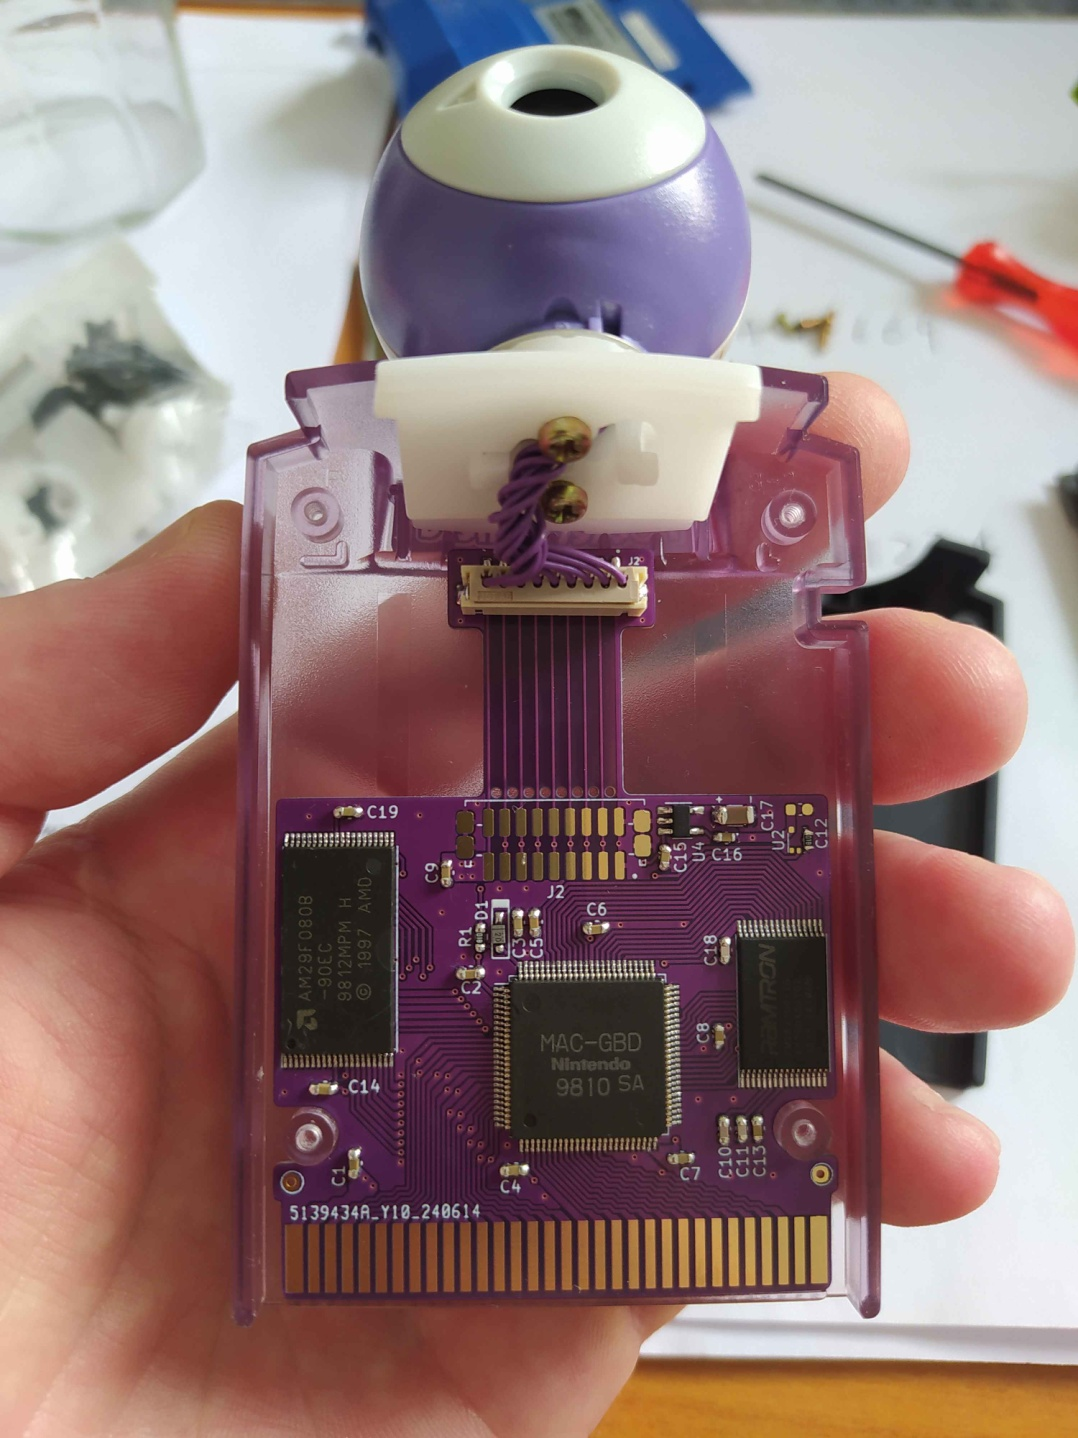 J2
C19
C17
C12
U2
C16
U4
C15
C9
J2
D1
R1
C3
C5
C6
C2
C18
C8
AM29F080B
-90EC
9812MPM H
© 1997 AMD
MAC-GBD
Nintendo
9810 SA
RAMTRON
C14
C1
C4
C7
C10
C11
C13
5139434A_Y10_240614